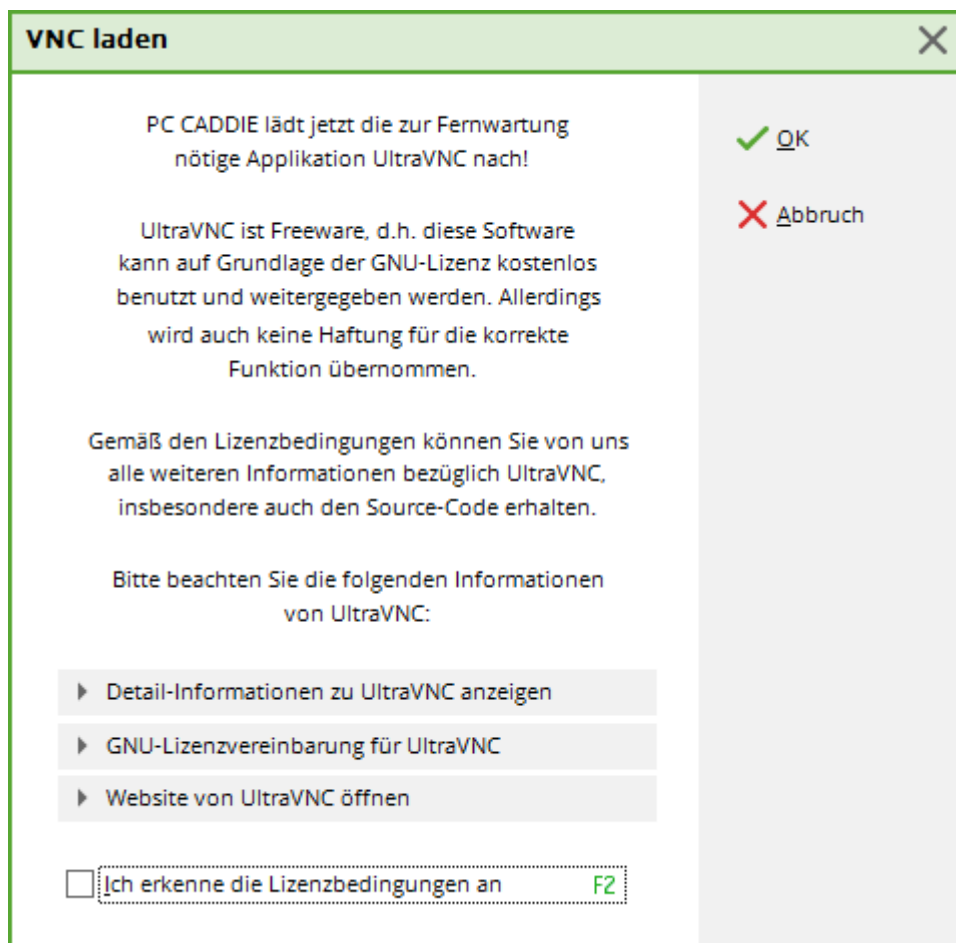 VNC laden
PC CADDIE lädt jetzt die zur Fernwartung
nötige Applikation UltraVNC nach!
UltraVNC ist Freeware, d.h. diese Software
kann auf Grundlage der GNU-Lizenz kostenlos
benutzt und weitergegeben werden. Allerdings
wird auch keine Haftung für die korrekte
Funktion übernommen.
Gemäß den Lizenzbedingungen können Sie von uns
alle weiteren Informationen bezüglich UltraVNC,
insbesondere auch den Source-Code erhalten.
Bitte beachten Sie die folgenden Informationen
von UltraVNC:
Detail-Informationen zu UltraVNC anzeigen
GNU-Lizenzvereinbarung für UltraVNC
Website von UltraVNC öffnen
Ich erkenne die Lizenzbedingungen an F2
OK
Abbruch